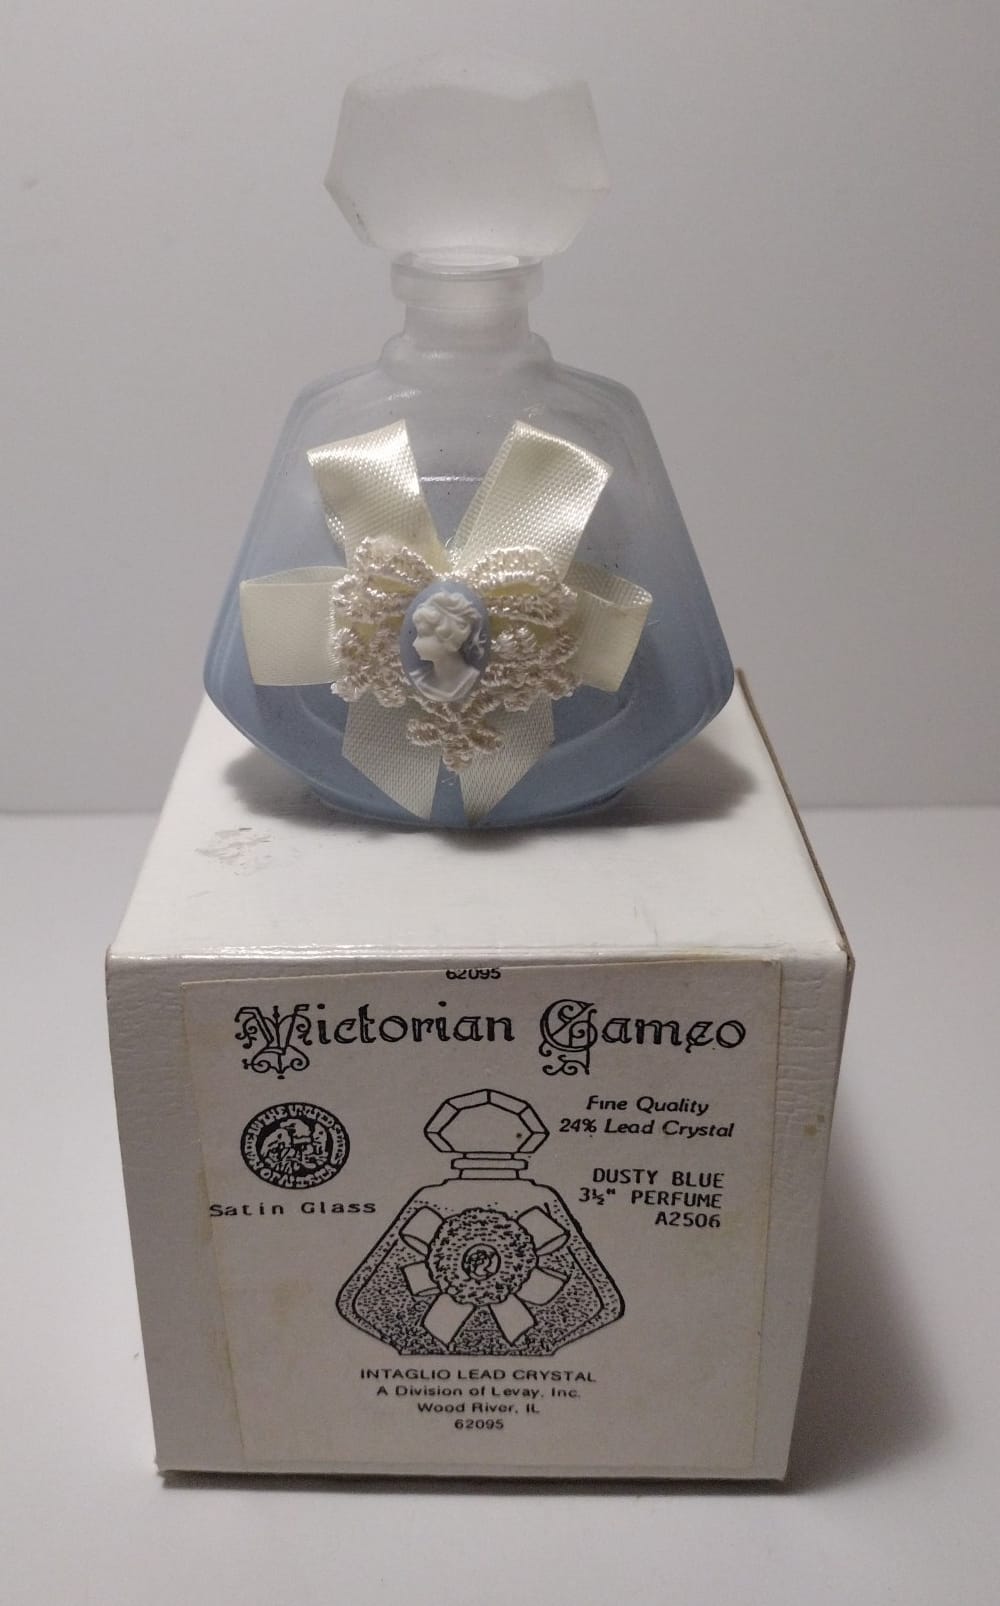 62095
Victorian Cameo
Fine Quality
24% Lead Crystal
Satin Glass
DUSTY BLUE
3½" PERFUME
A2506
INTAGLIO LEAD CRYSTAL
A Division of Levay, Inc.
Wood River, IL
62095